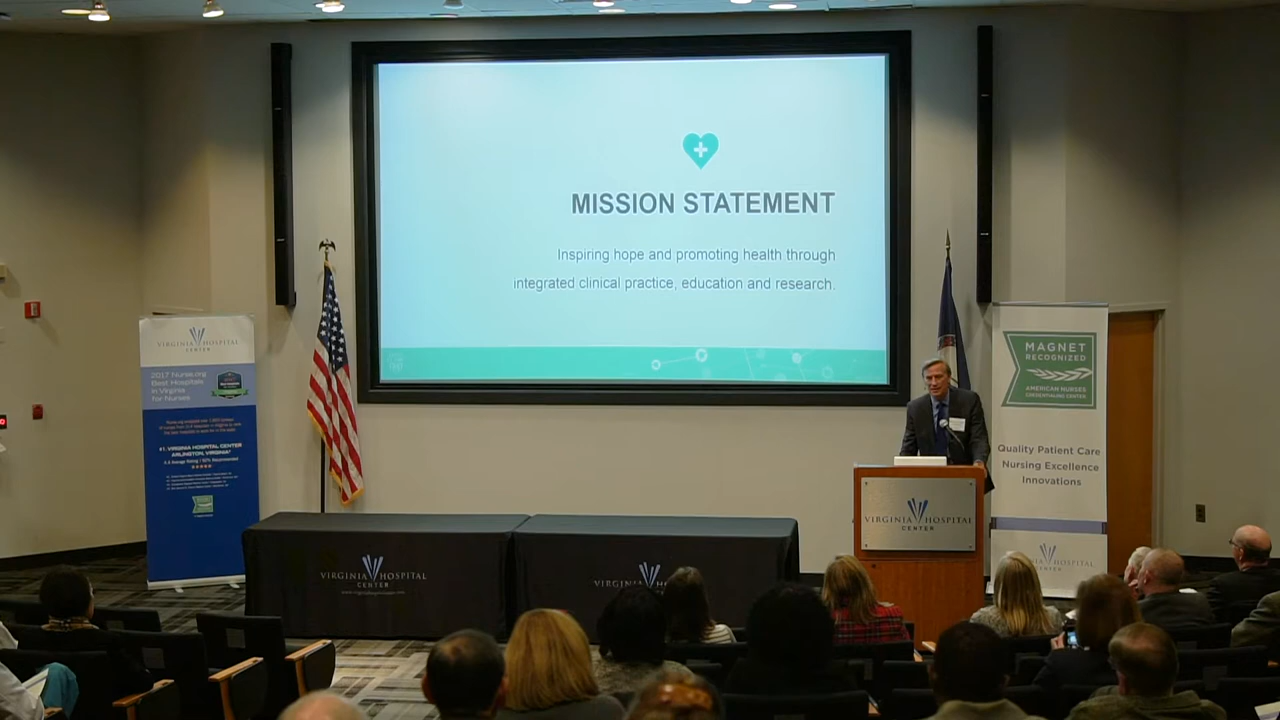 MISSION STATEMENT
Inspiring hope and promoting health through
integrated clinical practice, education and research.
VIRGINIA HOSPITAL
CENTER
2017 Nurse.org
Best Hospitals
in Virginia
for Nurses
#1. VIRGINIA HOSPITAL CENTER
ARLINGTON, VIRGINIA*
VIRGINIA HOSPITAL
CENTER
VIRGINIA HOSPITAL
VIRGINIA HOSPITAL
CENTER
MAGNET
RECOGNIZED
AMERICAN NURSES
CREDENTIALING CENTER
Quality Patient Care
Nursing Excellence
Innovations
HOSPITAL
CENTER